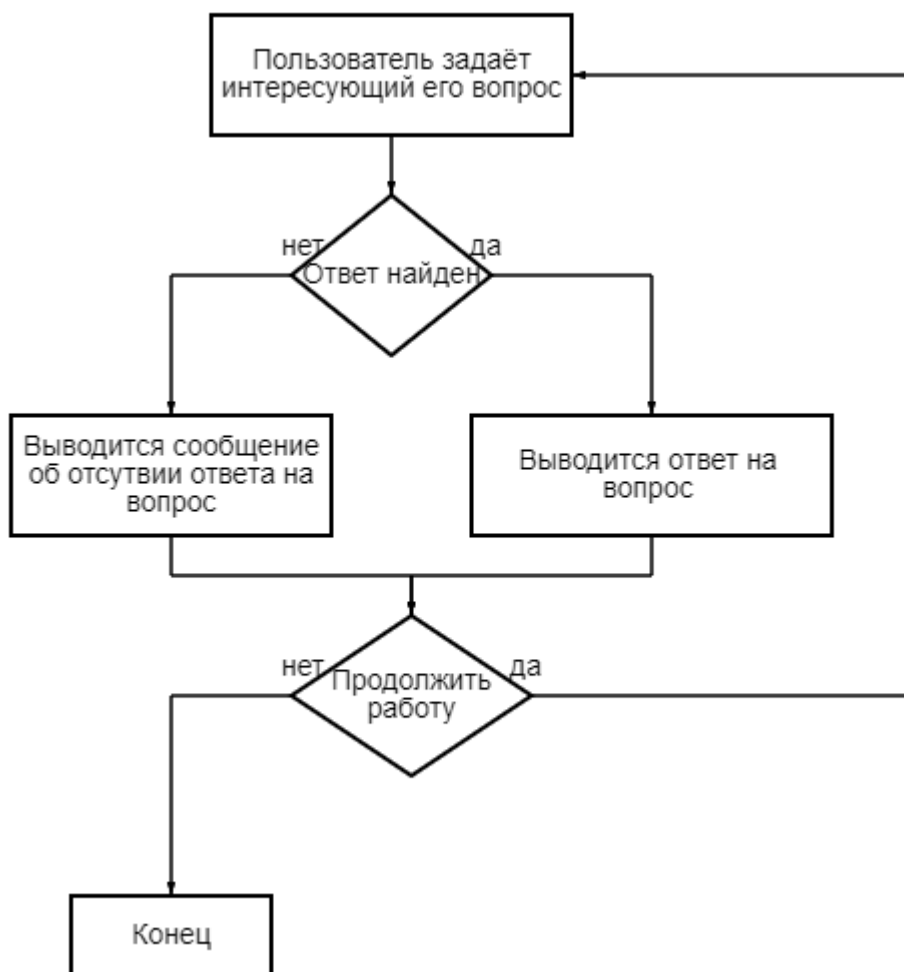 Пользователь задаёт
интересующий его вопрос
нет
да
Ответ найден
Выводится сообщение
об отсутвии ответа на
вопрос
Выводится ответ на
вопрос
нет
да
Продолжить
работу
Конец